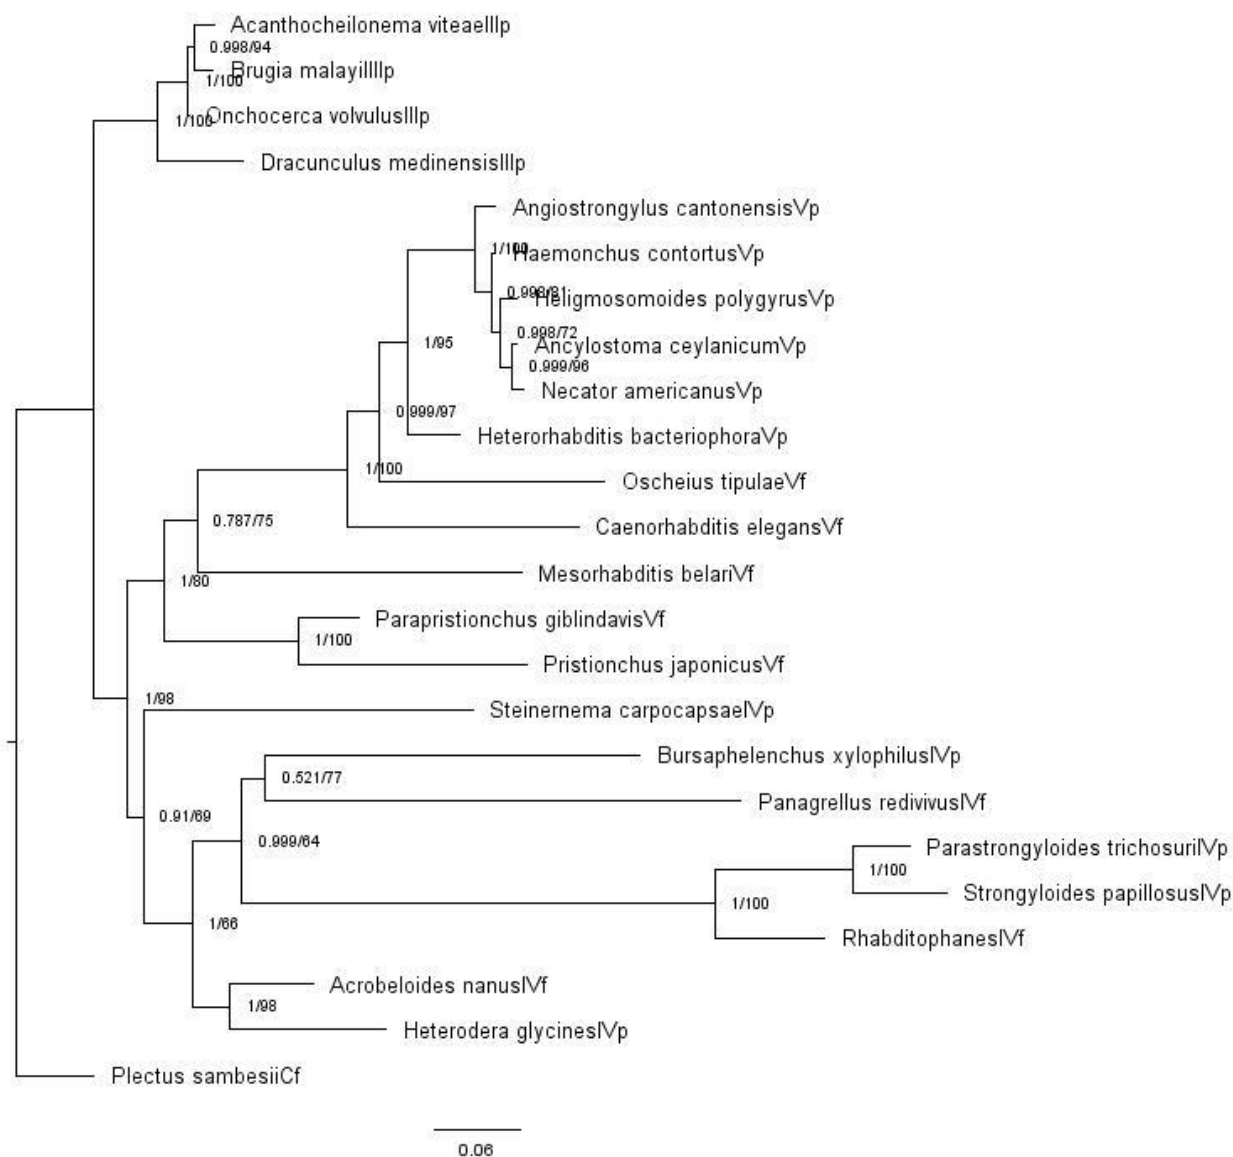 Acanthocheilonema viteaeIIIp
0.998/94
Brugia malayiIIIIp
1/100
Onchocerca volvulusIIIp
1/100
Dracunculus medinensisIIIp
Angiostrongylus cantonensisVp
1/100
Haemonchus contortusVp
0.998/81
Heligmosomoides polygyrusVp
0.998/72
1/95
Ancylostoma ceylanicumVp
0.999/96
Necator americanusVp
0.999/97
Heterorhabditis bacteriophoraVp
1/100
Oscheius tipulaeVf
0.787/75
Caenorhabditis elegansVf
Mesorhabditis belariVf
1/80
Parapristionchus giblindavisVf
1/100
Pristionchus japonicusVf
1/98
Steinernema carpocapsaeIVp
Bursaphelenchus xylophilusIVp
0.521/77
Panagrellus redivivusIVf
0.91/69
0.999/64
Parastrongyloides trichosuriIVp
1/100
Strongyloides papillosusIVp
1/100
1/66
RhabditophanesIVf
Acrobeloides nanusIVf
1/98
Heterodera glycinesIVp
Plectus sambesiiCf
0.06